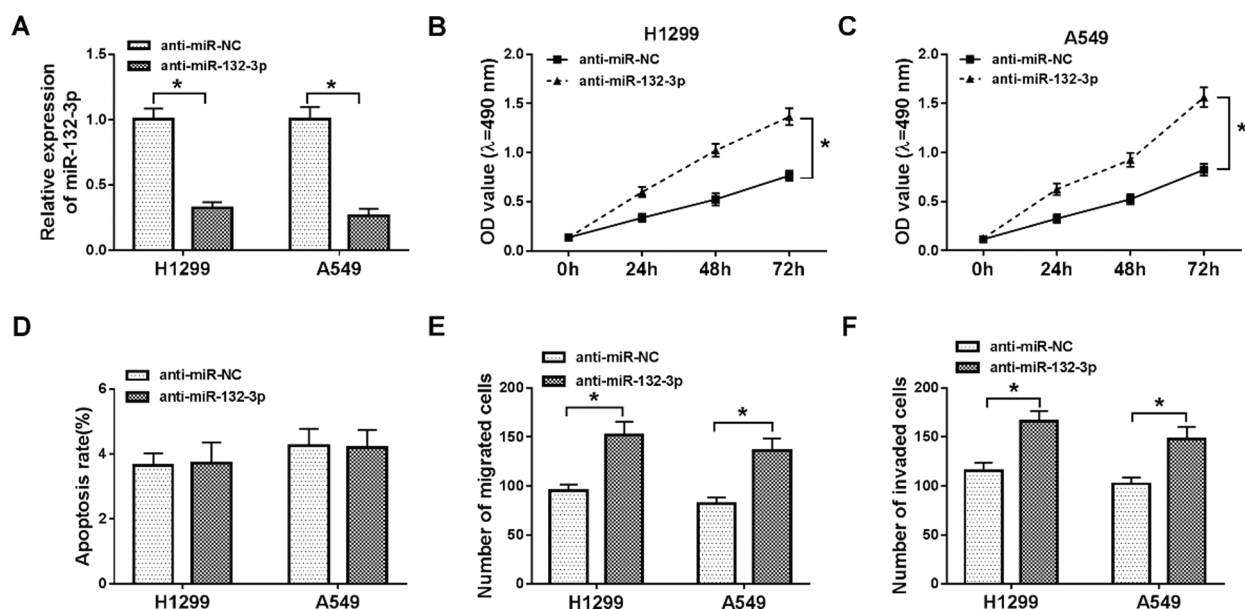 A
anti-miR-NC
anti-miR-132-3p
Relative expression
of miR-132-3p
1.5
1.0
0.5
0.0
*
*
H1299
A549
B
H1299
anti-miR-NC
anti-miR-132-3p
OD value (λ=490 nm)
2.0
1.5
1.0
0.5
0.0
*
0h
24h
48h
72h
C
A549
anti-miR-NC
anti-miR-132-3p
OD value (λ=490 nm)
2.0
1.5
1.0
0.5
0.0
*
0h
24h
48h
72h
D
anti-miR-NC
anti-miR-132-3p
Apoptosis rate(%)
6
4
2
0
H1299
A549
E
anti-miR-NC
anti-miR-132-3p
Number of migrated cells
200
150
100
50
0
*
*
H1299
A549
F
anti-miR-NC
anti-miR-132-3p
Number of invaded cells
200
150
100
50
0
*
*
H1299
A549